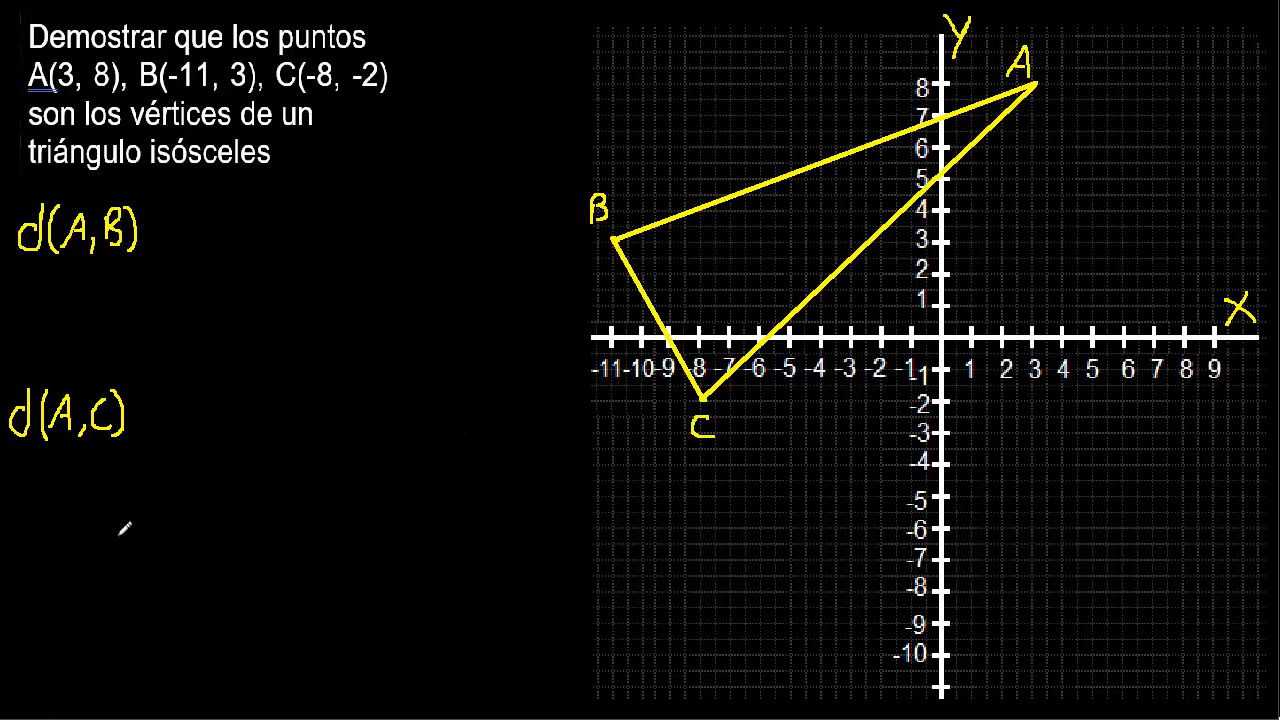 Demostrar que los puntos
A(3, 8), B(-11, 3), C(-8, -2)
son los vértices de un
triángulo isósceles
d(A,B)
d(A,C)
y
A
8
7
6
5
4
3
2
1
B
X
-11 -10 -9 -8 -7 -6 -5 -4 -3 -2 -1 1 2 3 4 5 6 7 8 9
C
-1
-2
-3
-4
-5
-6
-7
-8
-9
-10